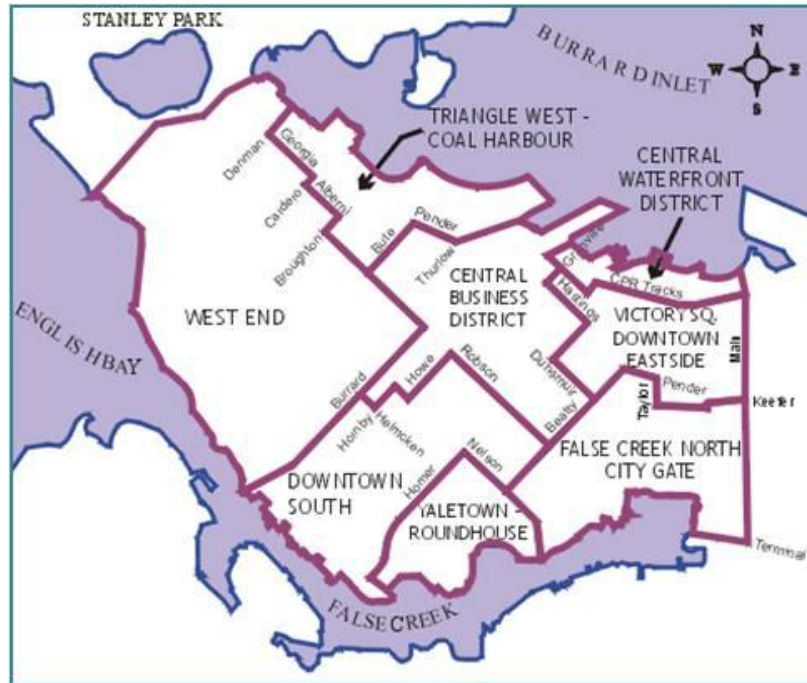 STANLEY PARK
BURRARD INLET
N
W
E
S
TRIANGLE WEST -
COAL HARBOUR
CENTRAL
WATERFRONT
DISTRICT
Denman
Georgia
Alberni
Cardero
Broughton
Bute
Pender
Thurlow
Granville
Hastings
CPR Tracks
ENGLISH BAY
WEST END
CENTRAL
BUSINESS
DISTRICT
VICTORY SQ.
DOWNTOWN
EASTSIDE
Main
Burrard
Howe
Robson
Dunsmuir
Beatty
Taylor
Pender
Keefer
Hornby
Helmcken
Homer
Nelson
DOWNTOWN
SOUTH
YALETOWN -
ROUNDHOUSE
FALSE CREEK NORTH
CITY GATE
Terminal
FALSE CREEK